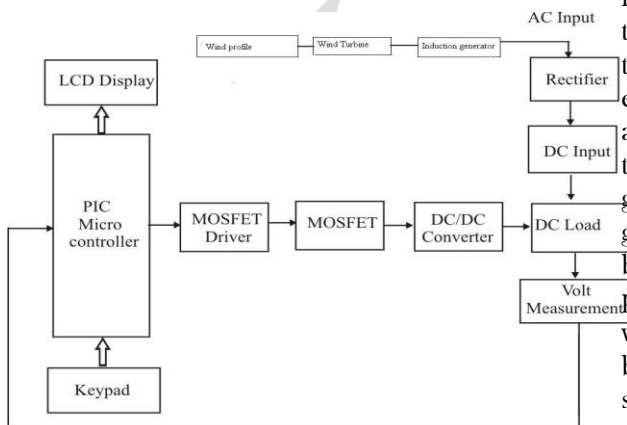 AC Input
Wind profile
Wind Turbine
Induction generator
LCD Display
Rectifier
DC Input
PIC
Micro
controller
MOSFET
Driver
MOSFET
DC/DC
Converter
DC Load
Volt
Measurement
Keypad